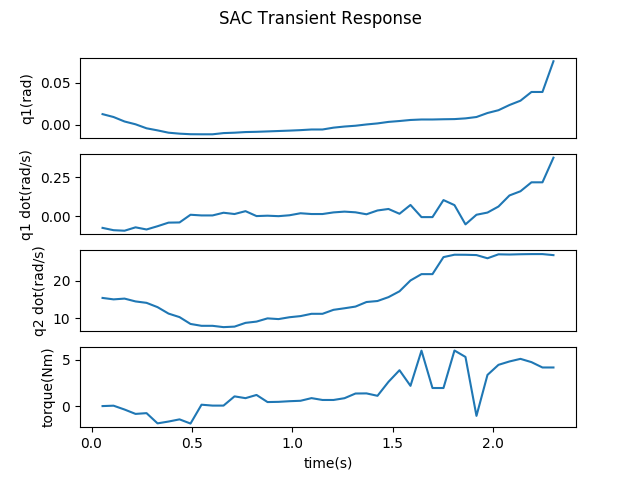 SAC Transient Response
q1(rad)
0.05
0.00
q1 dot(rad/s)
0.25
0.00
q2 dot(rad/s)
20
10
torque(Nm)
5
0
0.0 0.5 1.0 1.5 2.0
time(s)